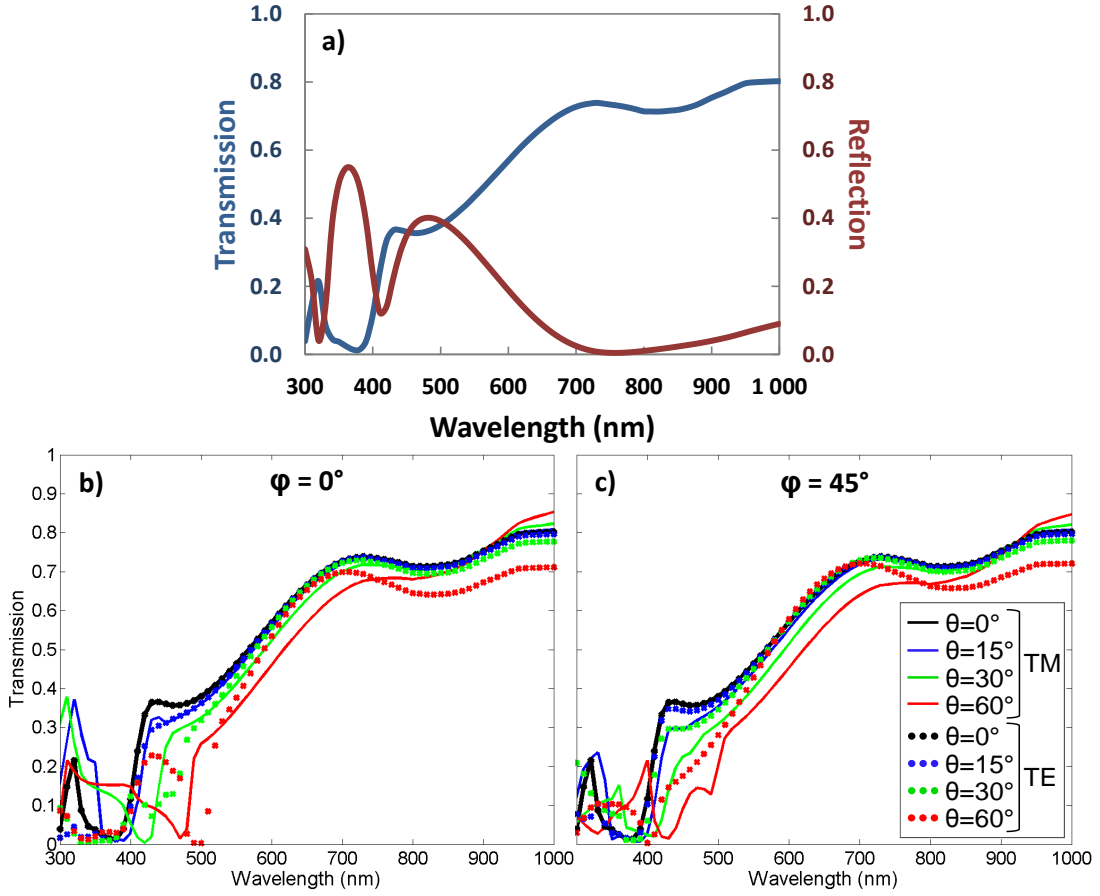 a)
1.0
0.8
0.6
0.4
0.2
0.0
Transmission
1.0
0.8
0.6
0.4
0.2
0.0
Reflection
300 400 500 600 700 800 900 1 000
Wavelength (nm)
b)
φ = 0°
1
0.9
0.8
0.7
0.6
0.5
0.4
0.3
0.2
0.1
0
Transmission
300 400 500 600 700 800 900 1000
Wavelength (nm)
c)
φ = 45°
300 400 500 600 700 800 900 1000
Wavelength (nm)
θ=0°
θ=15°
θ=30°
θ=60°
TM
θ=0°
θ=15°
θ=30°
θ=60°
TE